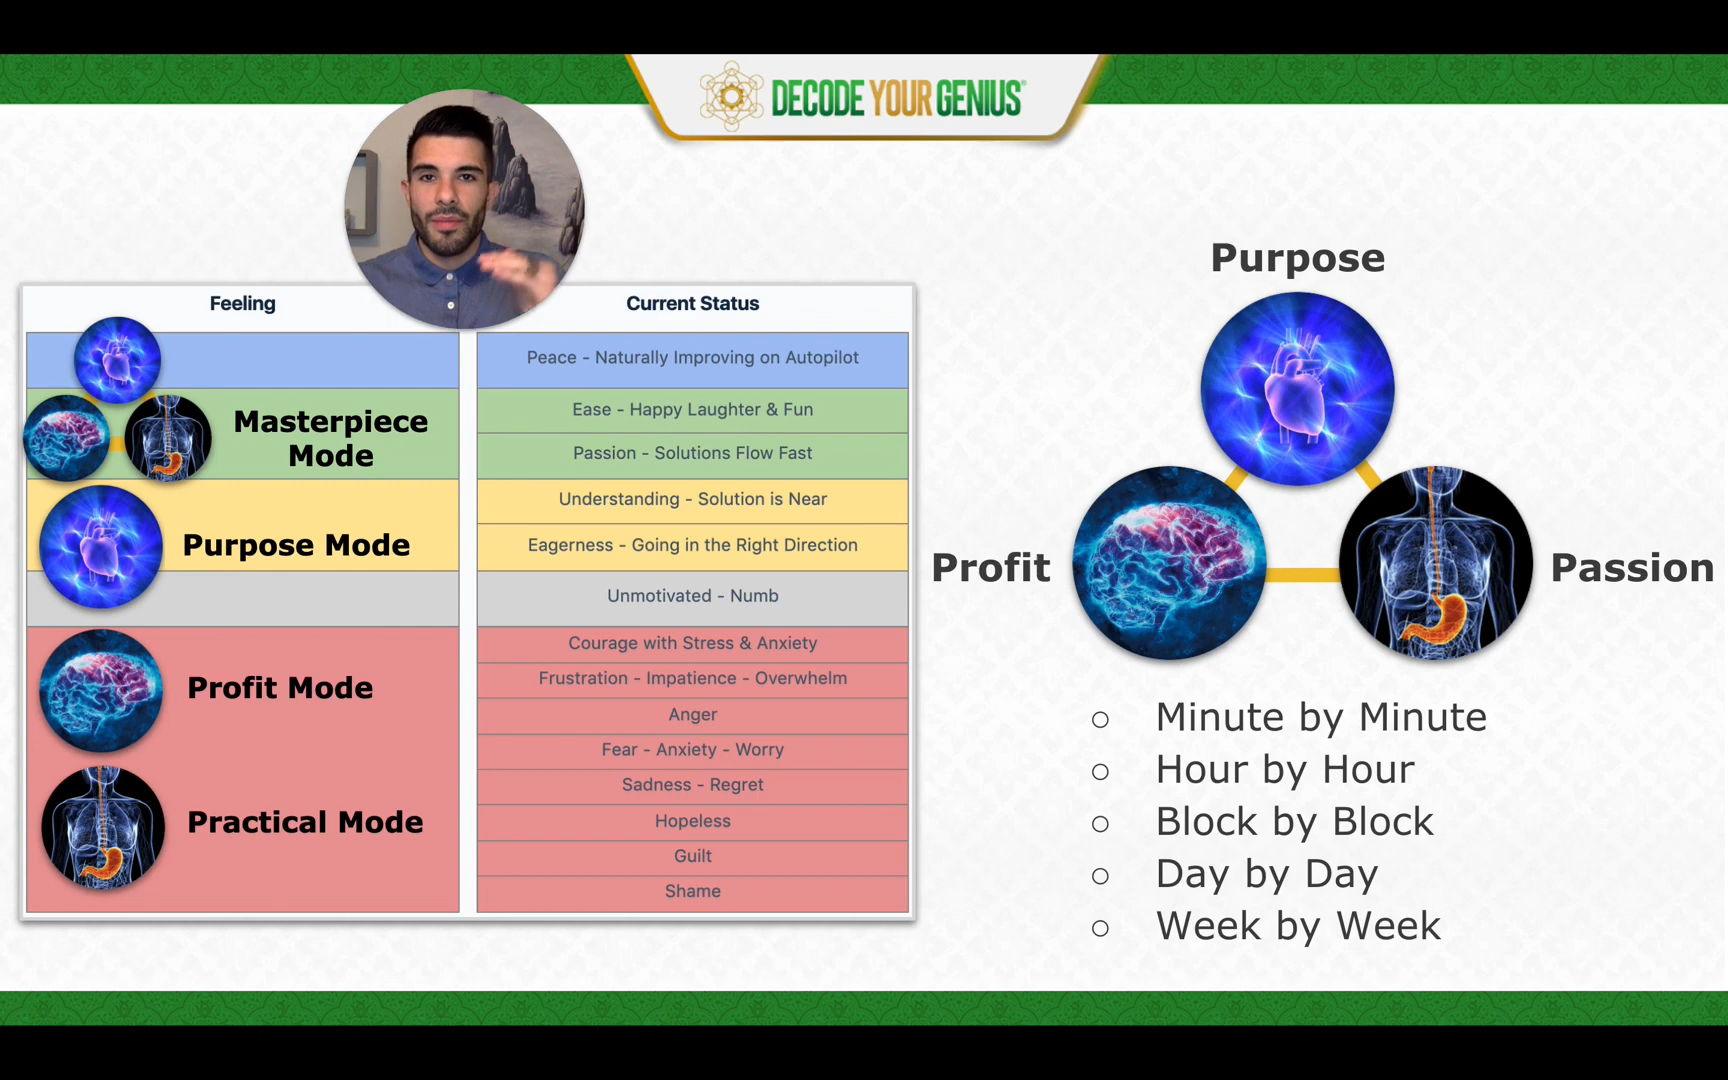 DECODE YOUR GENIUS®
Feeling
Current Status
Peace - Naturally Improving on Autopilot
Masterpiece
Mode
Ease - Happy Laughter & Fun
Passion - Solutions Flow Fast
Purpose Mode
Understanding - Solution is Near
Eagerness - Going in the Right Direction
Unmotivated - Numb
Profit Mode
Courage with Stress & Anxiety
Frustration - Impatience - Overwhelm
Anger
Fear - Anxiety - Worry
Practical Mode
Sadness - Regret
Hopeless
Guilt
Shame
Purpose
Profit
Passion
○ Minute by Minute
○ Hour by Hour
○ Block by Block
○ Day by Day
○ Week by Week